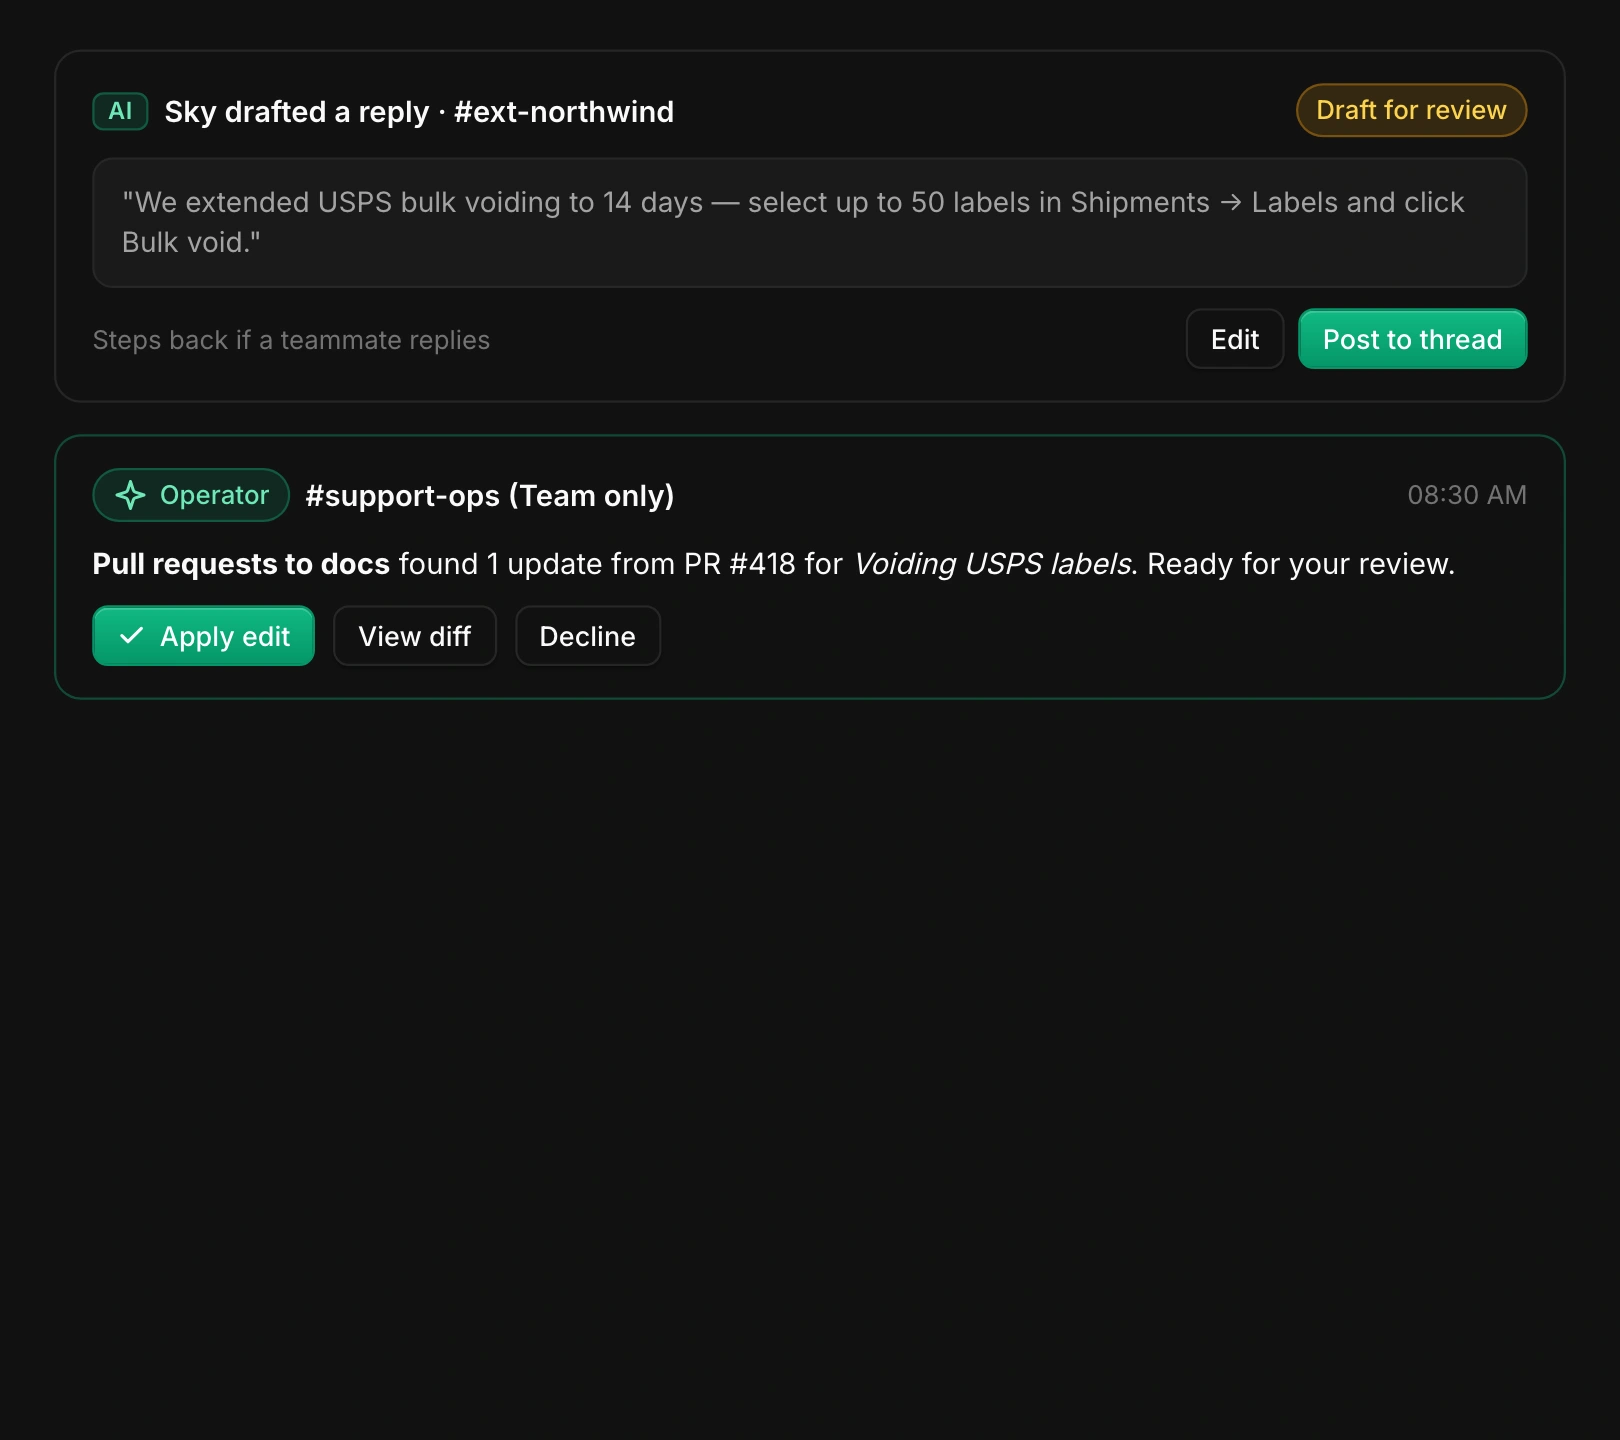 AI Sky drafted a reply · #ext-northwind Draft for review
"We extended USPS bulk voiding to 14 days — select up to 50 labels in Shipments → Labels and click
Bulk void."
Steps back if a teammate replies Edit Post to thread
Operator #support-ops (Team only) 08:30 AM
Pull requests to docs found 1 update from PR #418 for Voiding USPS labels. Ready for your review.
Apply edit View diff Decline